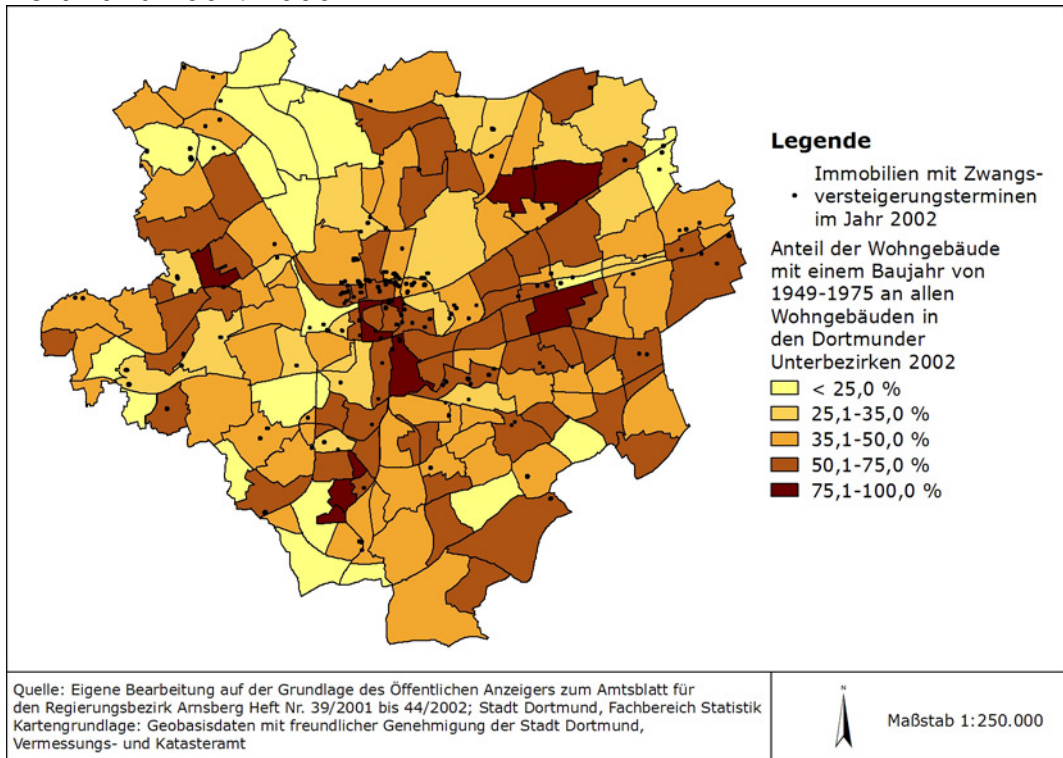 Legende
Immobilien mit Zwangs-
versteigerungsterminen
im Jahr 2002
Anteil der Wohngebäude
mit einem Baujahr von
1949-1975 an allen
Wohngebäuden in
den Dortmunder
Unterbezirken 2002
< 25,0 %
25,1-35,0 %
35,1-50,0 %
50,1-75,0 %
75,1-100,0 %
Quelle: Eigene Bearbeitung auf der Grundlage des Öffentlichen Anzeigers zum Amtsblatt für
den Regierungsbezirk Arnsberg Heft Nr. 39/2001 bis 44/2002; Stadt Dortmund, Fachbereich Statistik
Kartengrundlage: Geobasisdaten mit freundlicher Genehmigung der Stadt Dortmund,
Vermessungs- und Katasteramt
N
Maßstab 1:250.000